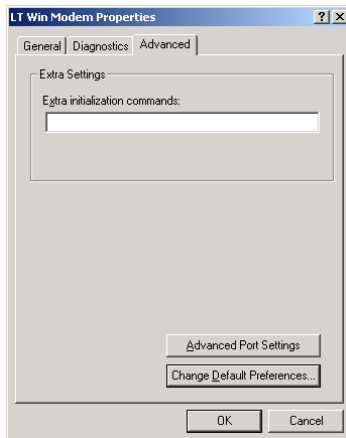 LT Win Modem Properties
General Diagnostics Advanced
Extra Settings
Extra initialization commands:
Advanced Port Settings
Change Default Preferences...
OK Cancel